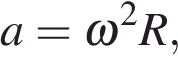 a = ω²R,